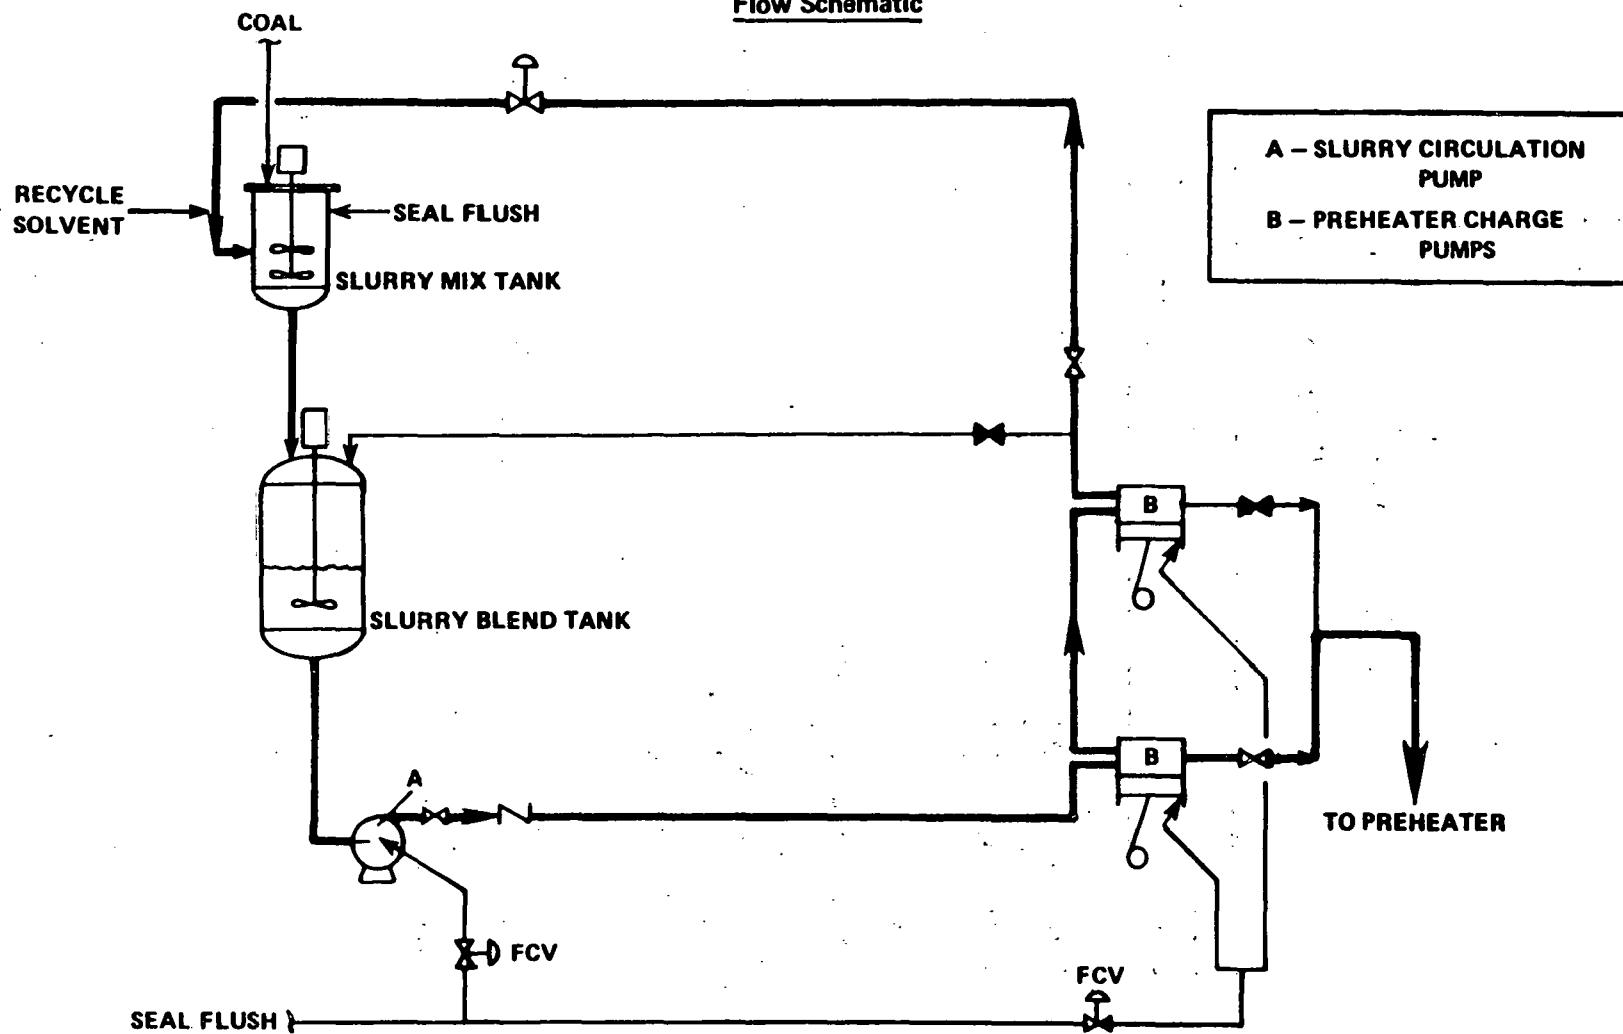 Flow Schematic
COAL
A – SLURRY CIRCULATION
PUMP
B – PREHEATER CHARGE
PUMPS
RECYCLE
SOLVENT
SEAL FLUSH
SLURRY MIX TANK
B
SLURRY BLEND TANK
B
A
TO PREHEATER
FCV
FCV
SEAL FLUSH